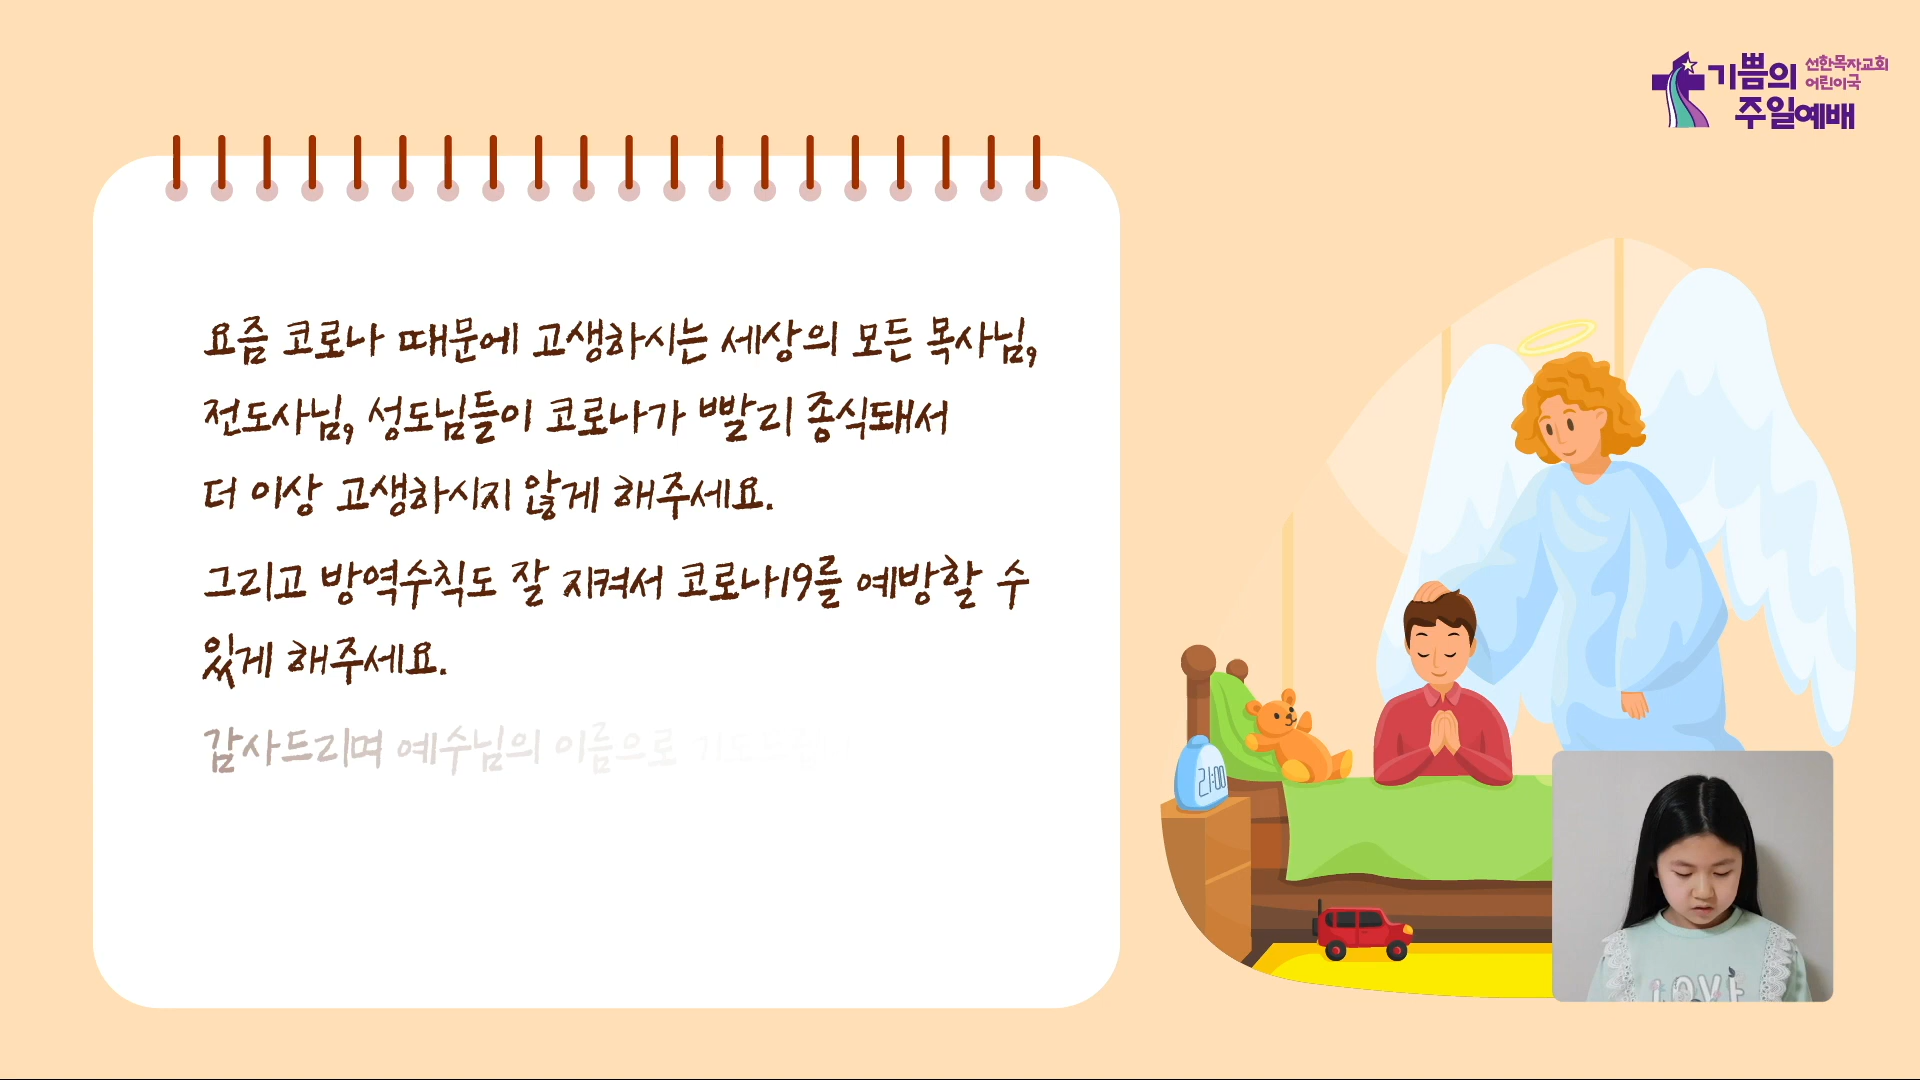 기쁨의 선한목자교회
어린이국
주일예배
요즘 코로나 때문에 고생하시는 세상의 모든 목사님,
전도사님, 성도님들이 코로나가 빨리 종식돼서
더 이상 고생하시지 않게 해주세요.
그리고 방역수칙도 잘 지켜서 코로나19를 예방할 수
있게 해주세요.
감사드리며 예수님의 이름으로
21:00
LOVE